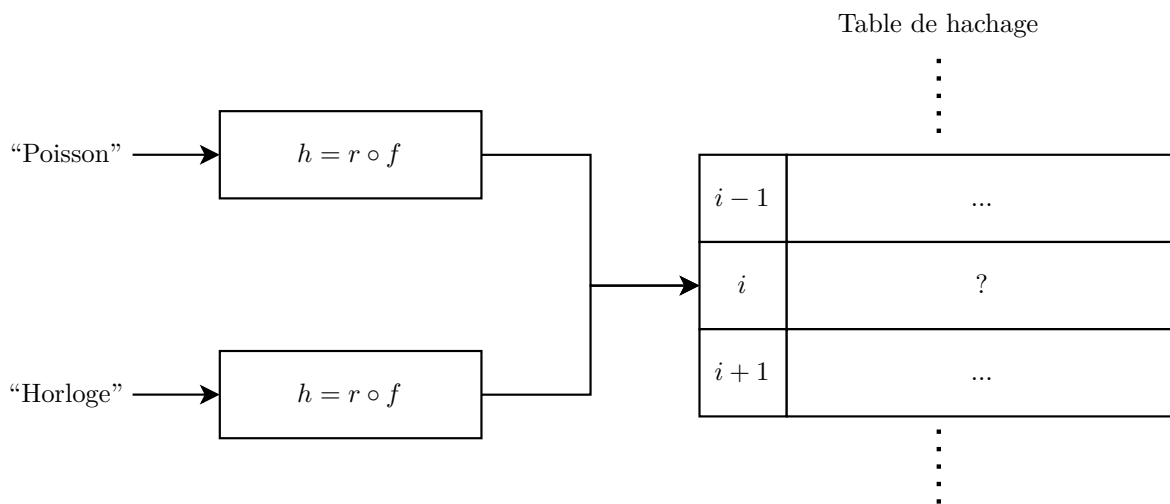 Table de hachage
“Poisson”
h = r ∘ f
i − 1
...
i
?
“Horloge”
h = r ∘ f
i + 1
...